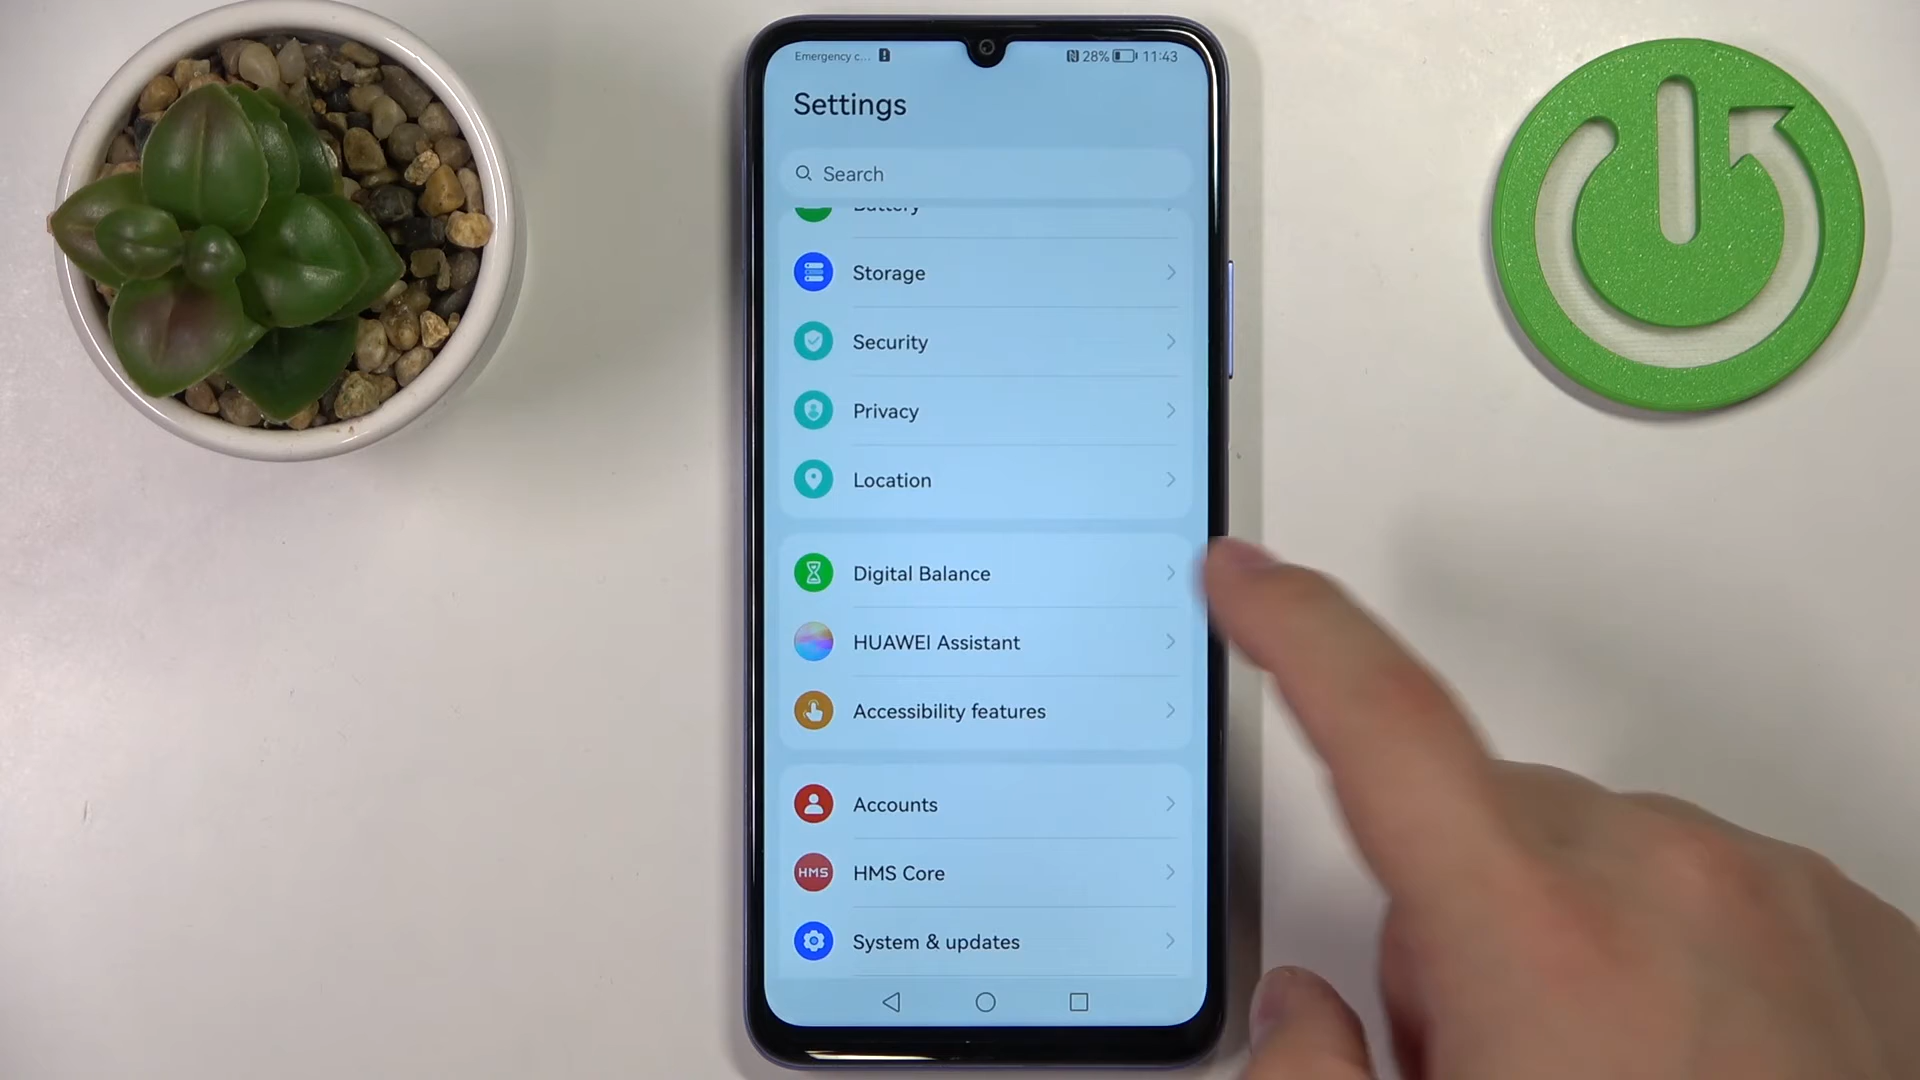 Emergency c... 28% 11:43
Settings
Search
Battery
Storage
Security
Privacy
Location
Digital Balance
HUAWEI Assistant
Accessibility features
Accounts
HMS HMS Core
System & updates